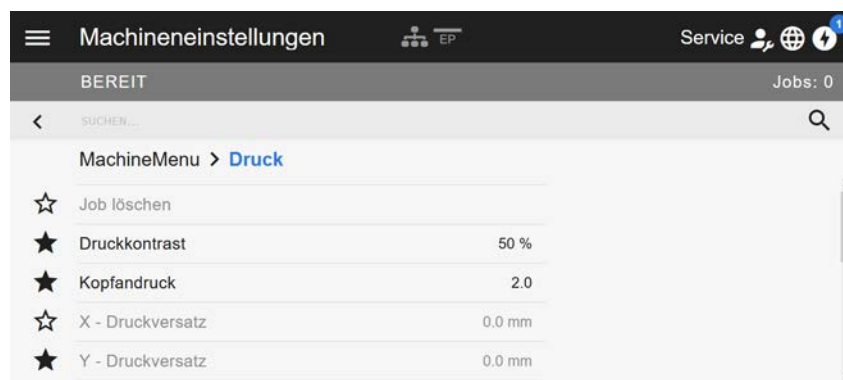 Machineneinstellungen EP Service 1
BEREIT Jobs: 0
SUCHEN...
MachineMenu > Druck
Job löschen
Druckkontrast 50 %
Kopfandruck 2.0
X - Druckversatz 0.0 mm
Y - Druckversatz 0.0 mm